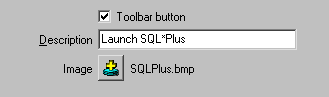 Toolbar button
Description Launch SQL*Plus
Image SQLPlus.bmp